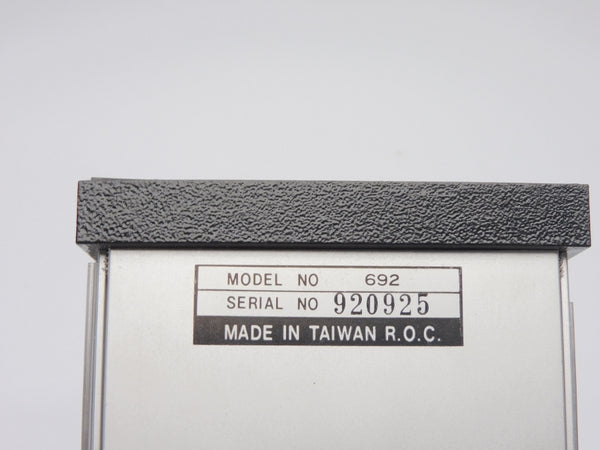 MODEL NO 692
SERIAL NO 920925
MADE IN TAIWAN R.O.C.